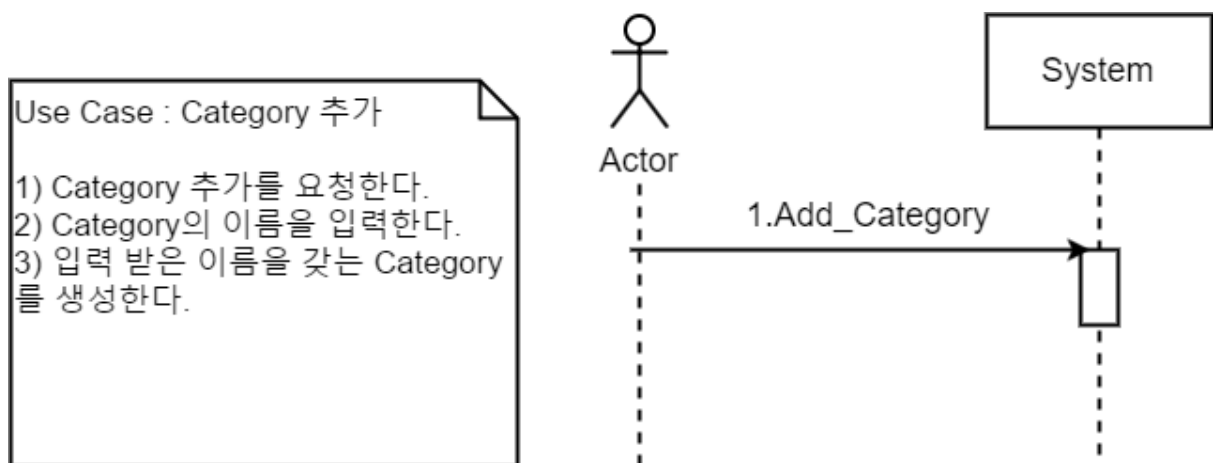 Use Case : Category 추가
1) Category 추가를 요청한다.
2) Category의 이름을 입력한다.
3) 입력 받은 이름을 갖는 Category
를 생성한다.
Actor
System
1.Add_Category